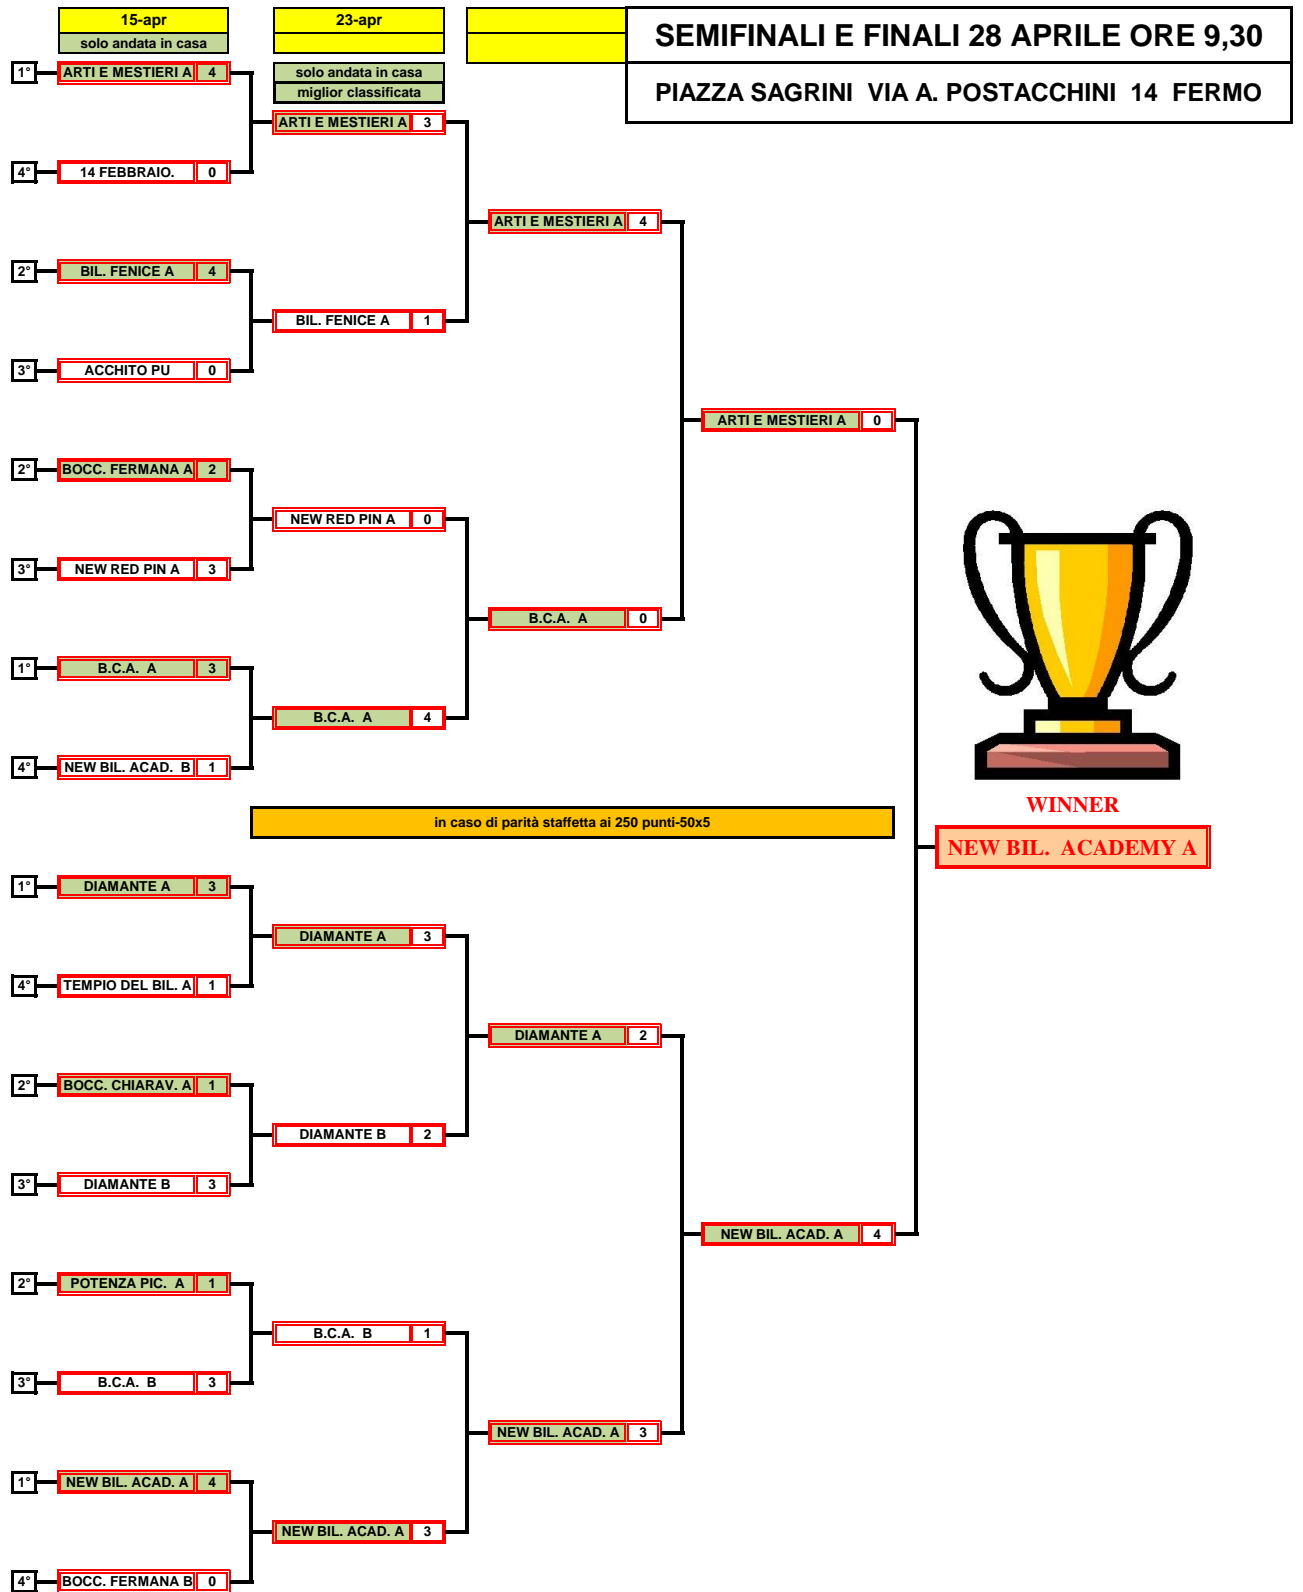 15-apr
23-apr
SEMIFINALI E FINALI 28 APRILE ORE 9,30
solo andata in casa
1° ARTI E MESTIERI A 4
solo andata in casa
miglior classificata
PIAZZA SAGRINI VIA A. POSTACCHINI 14 FERMO
ARTI E MESTIERI A 3
4° 14 FEBBRAIO. 0
ARTI E MESTIERI A 4
2° BIL. FENICE A 4
BIL. FENICE A 1
3° ACCHITO PU 0
ARTI E MESTIERI A 0
2° BOCC. FERMANA A 2
NEW RED PIN A 0
3° NEW RED PIN A 3
B.C.A. A 0
1° B.C.A. A 3
B.C.A. A 4
4° NEW BIL. ACAD. B 1
WINNER
in caso di parità staffetta ai 250 punti-50x5
NEW BIL. ACADEMY A
1° DIAMANTE A 3
DIAMANTE A 3
4° TEMPIO DEL BIL. A 1
DIAMANTE A 2
2° BOCC. CHIARAV. A 1
DIAMANTE B 2
3° DIAMANTE B 3
NEW BIL. ACAD. A 4
2° POTENZA PIC. A 1
B.C.A. B 1
3° B.C.A. B 3
NEW BIL. ACAD. A 3
1° NEW BIL. ACAD. A 4
NEW BIL. ACAD. A 3
4° BOCC. FERMANA B 0